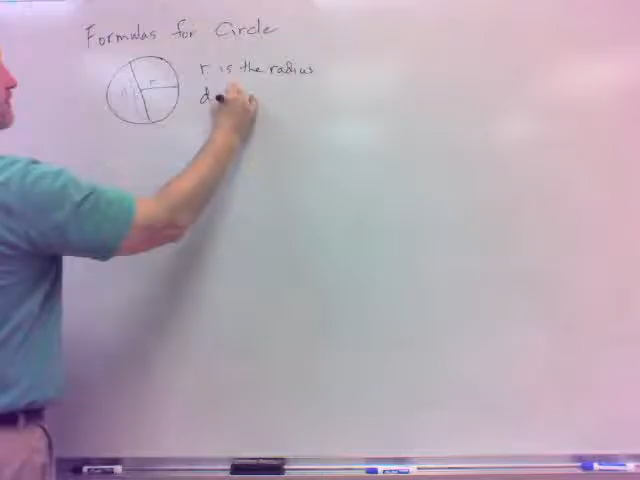 Formulas for Circle
r is the radius
r
d